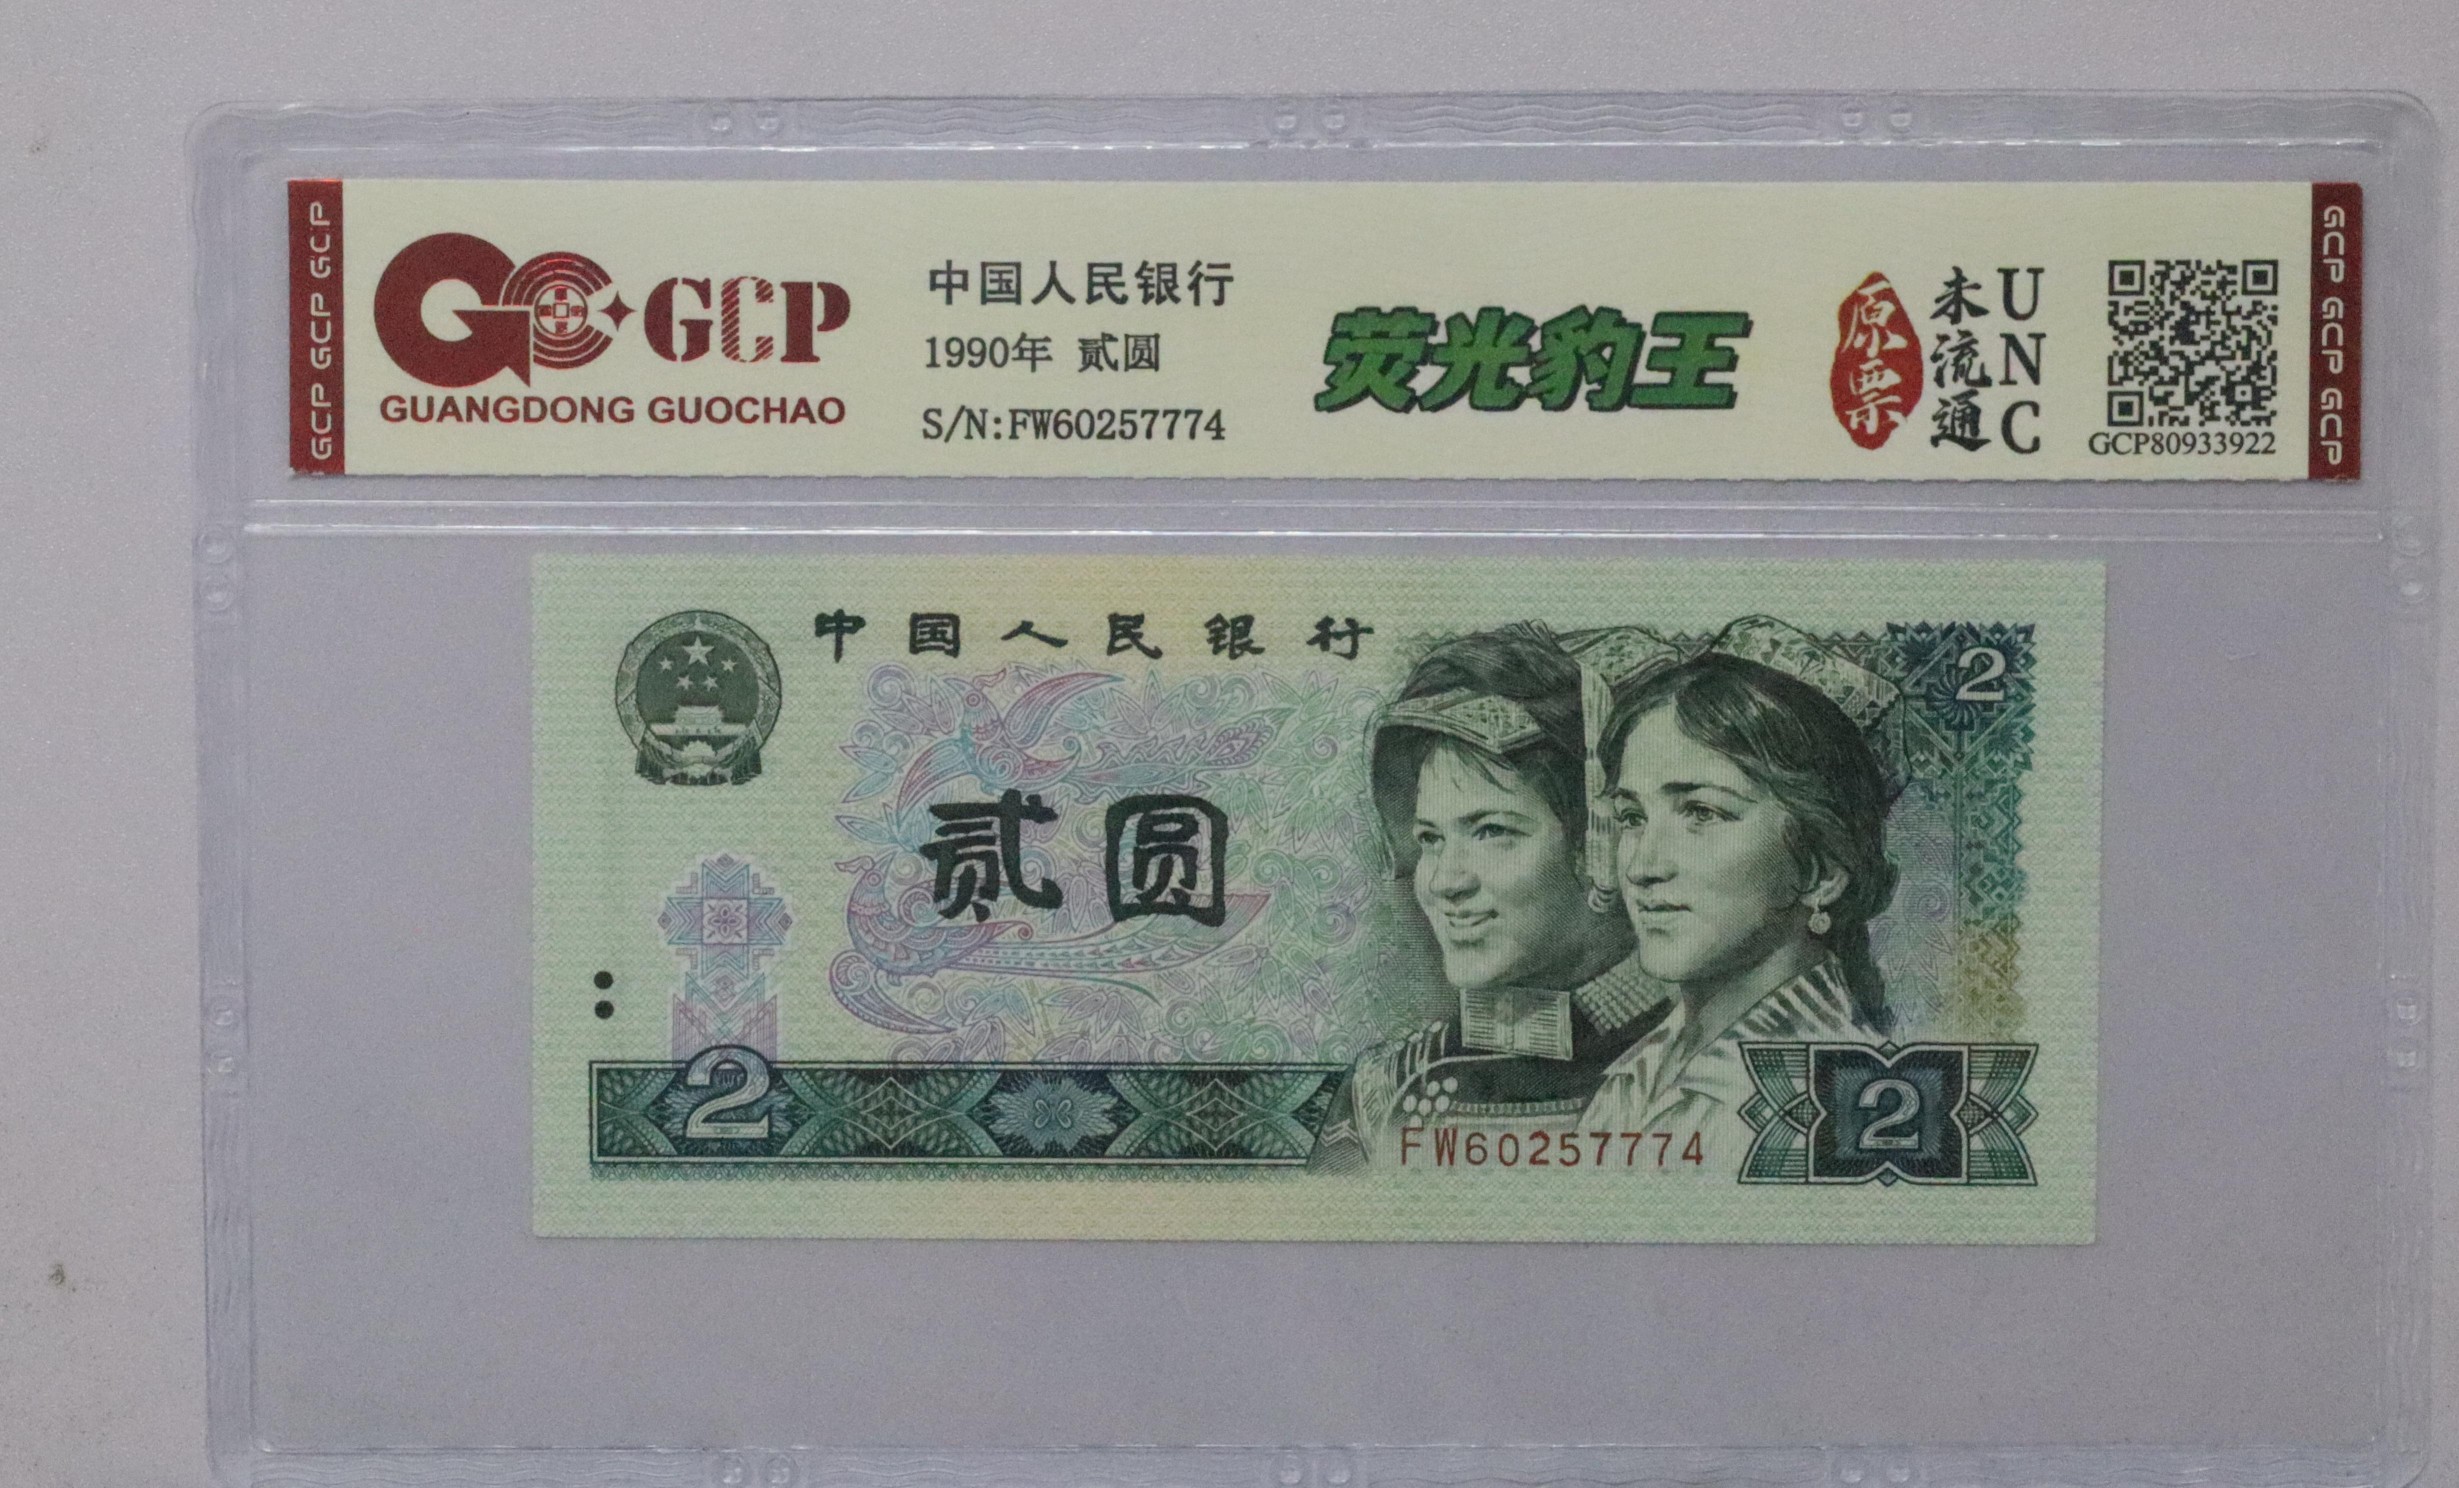 GCP GCP GCP
GCP
GUANGDONG GUOCHAO
中国人民银行
1990年 贰圆
S/N:FW60257774
荧光豹王
原票
未流通
UNC
GCP80933922
GCP GCP GCP
中国人民银行
2
贰圆
2
FW60257774
2